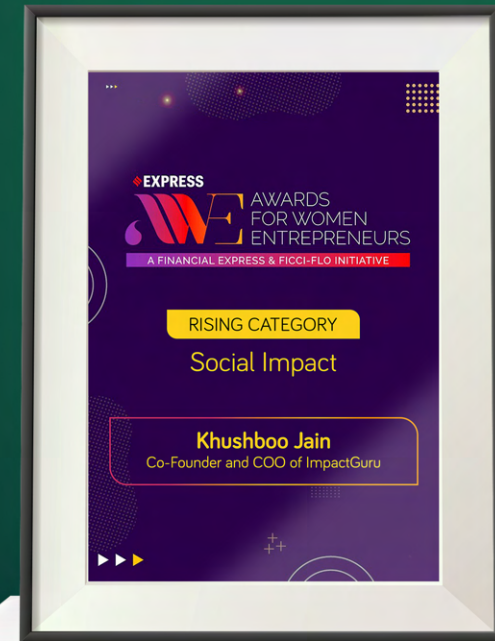 EXPRESS
AWE
AWARDS
FOR WOMEN
ENTREPRENEURS
A FINANCIAL EXPRESS & FICCI-FLO INITIATIVE
RISING CATEGORY
Social Impact
Khushboo Jain
Co-Founder and COO of ImpactGuru